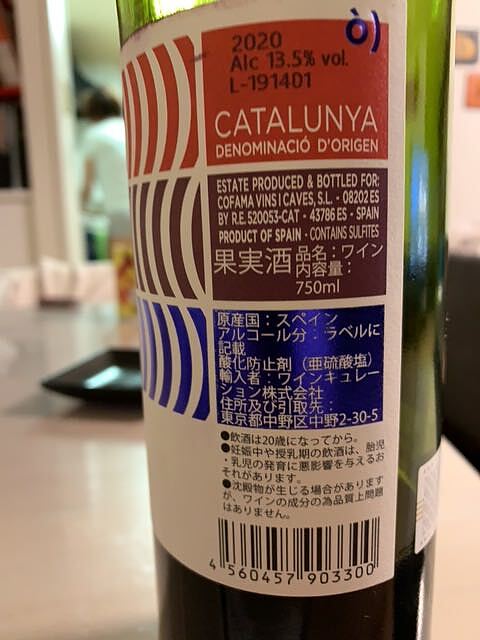 ò)
2020
Alc 13.5% vol.
L-191401
CATALUNYA
DENOMINACIÓ D'ORIGEN
ESTATE PRODUCED & BOTTLED FOR:
COFAMA VINS I CAVES, S.L. - 08202 ES
BY R.E. 520053-CAT - 43786 ES - SPAIN
PRODUCT OF SPAIN - CONTAINS SULFITES
果実酒 品名：ワイン
内容量：
750ml
原産国：スペイン
アルコール分：ラベルに
記載
酸化防止剤（亜硫酸塩）
輸入者：ワインキュレー
ション株式会社
住所及び引取先：
東京都中野区中野2-30-5
●飲酒は20歳になってから。
●妊娠中や授乳期の飲酒は、胎児
・乳児の発育に悪影響を与えるお
それがあります。
●沈殿物が生じる場合があります
が、ワインの成分の為品質上問題
はありません。
4 560457 903300